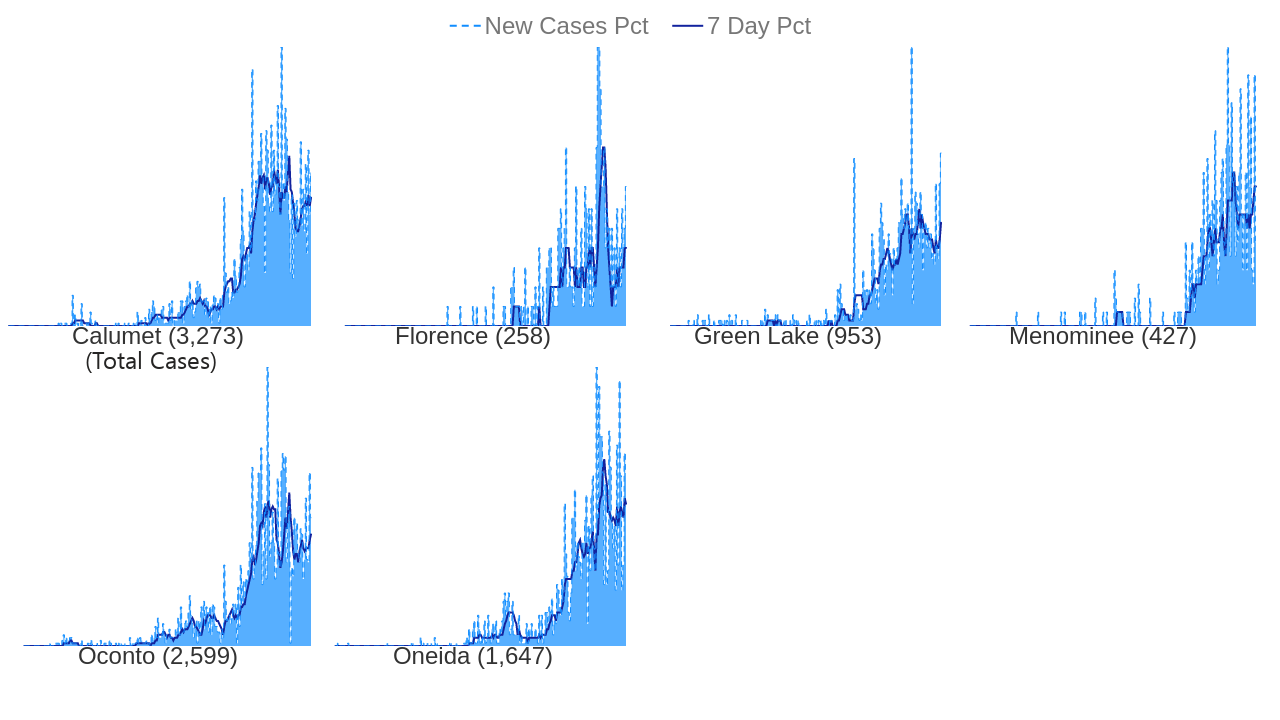 New Cases Pct 7 Day Pct
Calumet (3,273) Florence (258) Green Lake (953) Menominee (427)
(Total Cases)
Oconto (2,599) Oneida (1,647)